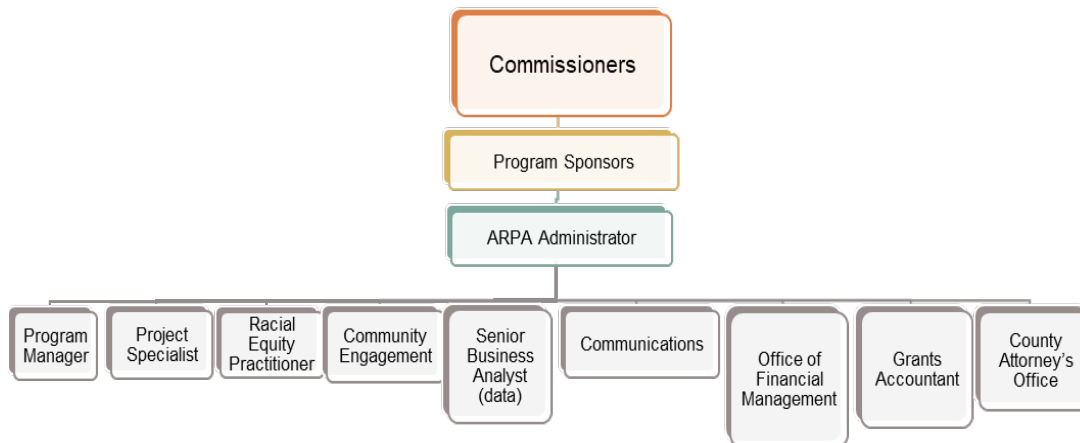 Commissioners
Program Sponsors
ARPA Administrator
Program
Manager
Project
Specialist
Racial
Equity
Practitioner
Community
Engagement
Senior
Business
Analyst
(data)
Communications
Office of
Financial
Management
Grants
Accountant
County
Attorney's
Office